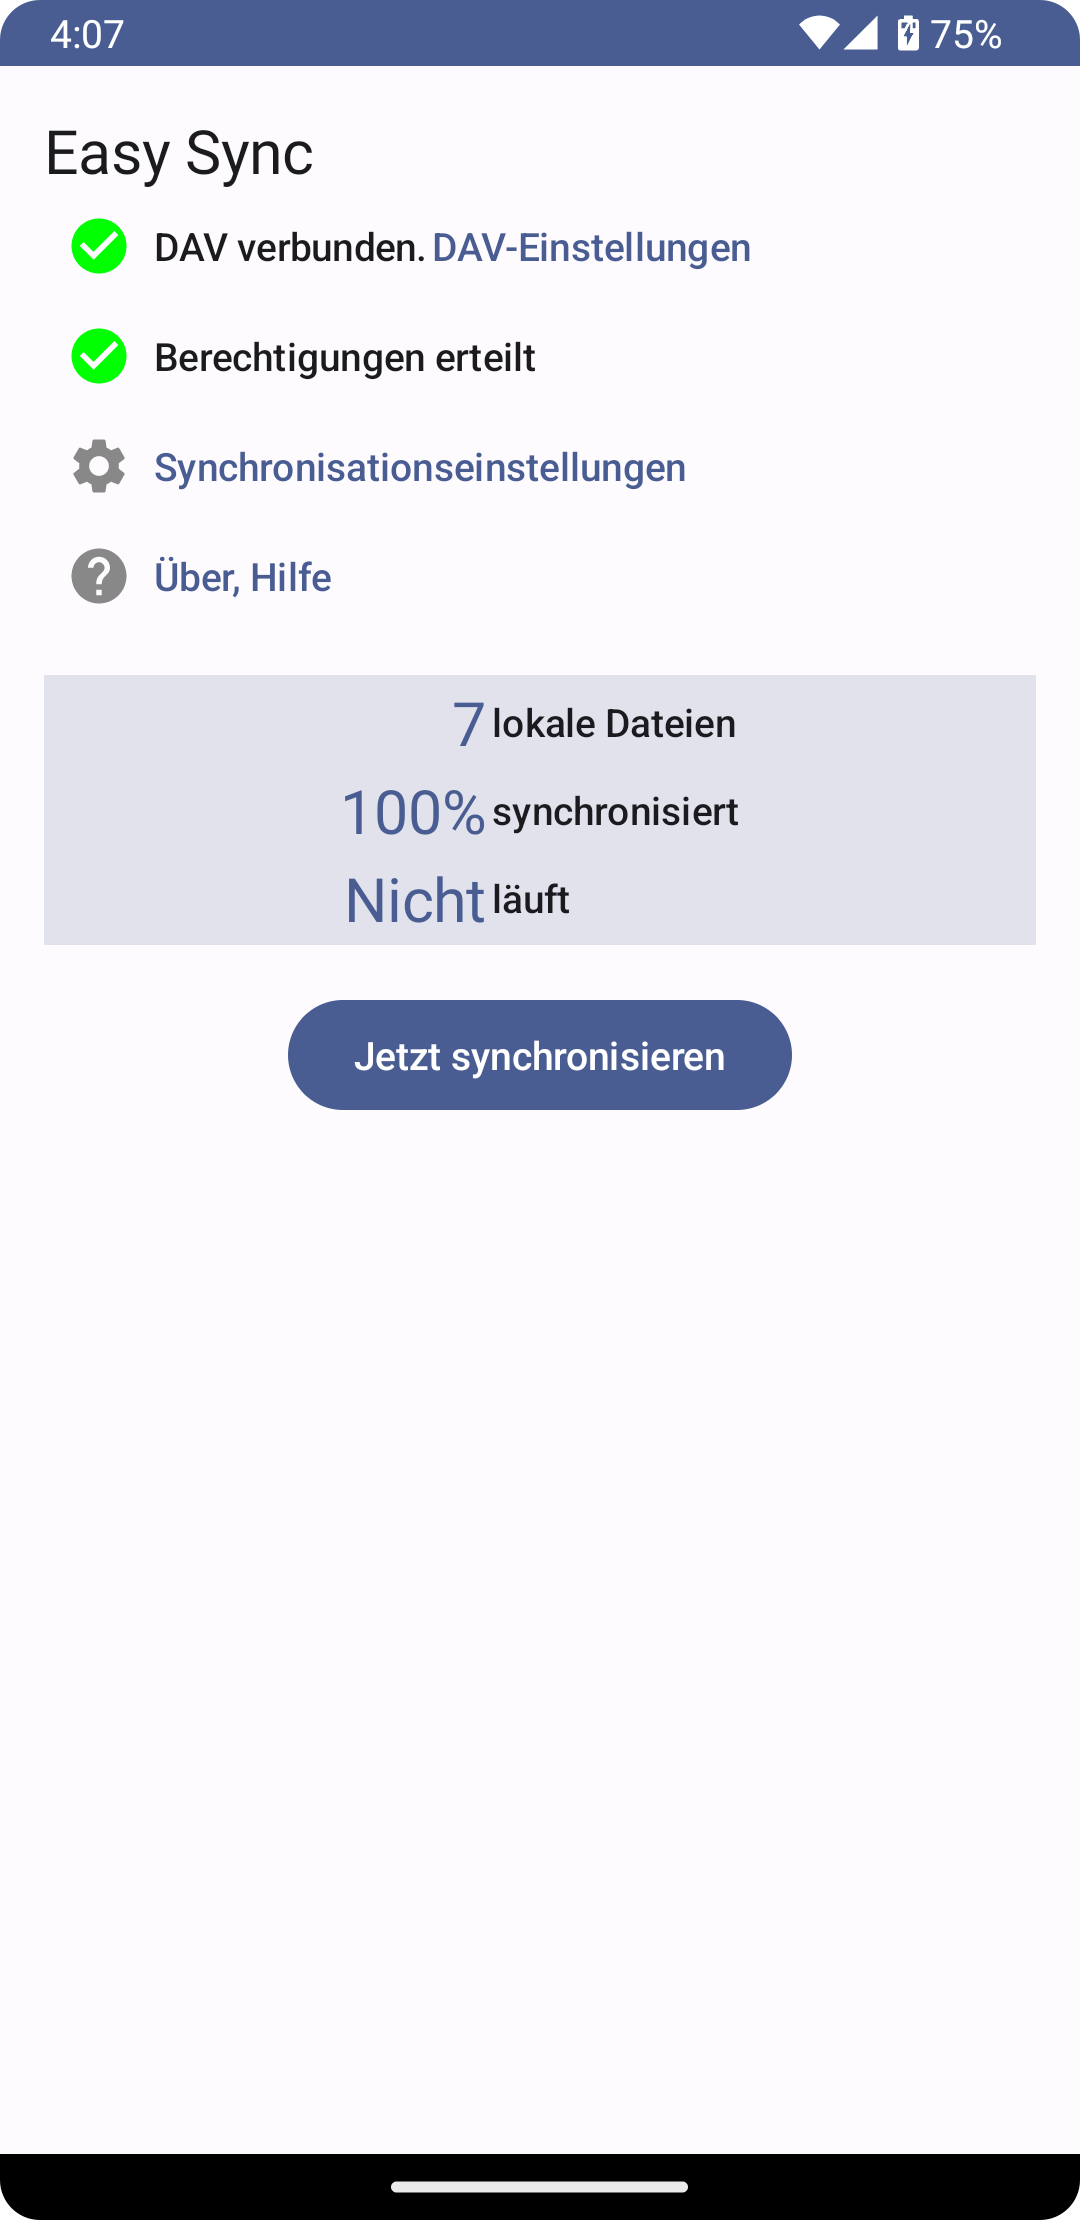 4:07 75%
Easy Sync
DAV verbunden. DAV-Einstellungen
Berechtigungen erteilt
Synchronisationseinstellungen
Über, Hilfe
7 lokale Dateien
100% synchronisiert
Nicht läuft
Jetzt synchronisieren